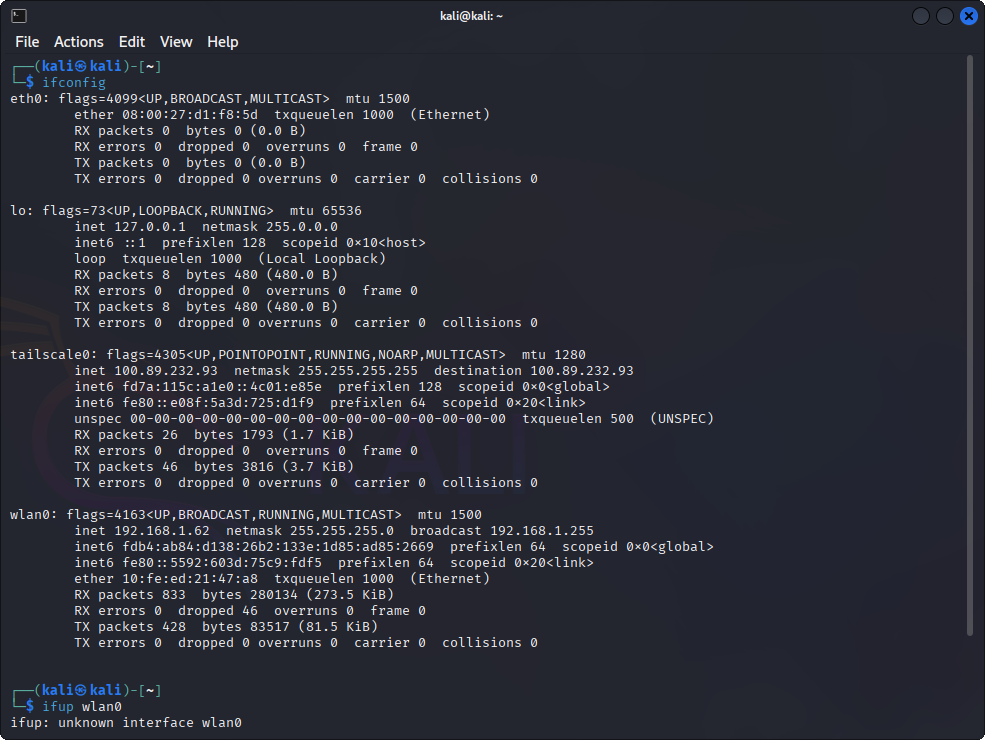 kali@kali: ~
File Actions Edit View Help
┌──(kali㉿kali)-[~]
└─$ ifconfig
eth0: flags=4099<UP,BROADCAST,MULTICAST>  mtu 1500
        ether 08:00:27:d1:f8:5d  txqueuelen 1000  (Ethernet)
        RX packets 0  bytes 0 (0.0 B)
        RX errors 0  dropped 0  overruns 0  frame 0
        TX packets 0  bytes 0 (0.0 B)
        TX errors 0  dropped 0 overruns 0  carrier 0  collisions 0

lo: flags=73<UP,LOOPBACK,RUNNING>  mtu 65536
        inet 127.0.0.1  netmask 255.0.0.0
        inet6 ::1  prefixlen 128  scopeid 0x10<host>
        loop  txqueuelen 1000  (Local Loopback)
        RX packets 8  bytes 480 (480.0 B)
        RX errors 0  dropped 0  overruns 0  frame 0
        TX packets 8  bytes 480 (480.0 B)
        TX errors 0  dropped 0 overruns 0  carrier 0  collisions 0

tailscale0: flags=4305<UP,POINTOPOINT,RUNNING,NOARP,MULTICAST>  mtu 1280
        inet 100.89.232.93  netmask 255.255.255.255  destination 100.89.232.93
        inet6 fd7a:115c:a1e0::4c01:e85e  prefixlen 128  scopeid 0x0<global>
        inet6 fe80::e08f:5a3d:725:d1f9  prefixlen 64  scopeid 0x20<link>
        unspec 00-00-00-00-00-00-00-00-00-00-00-00-00-00-00-00  txqueuelen 500  (UNSPEC)
        RX packets 26  bytes 1793 (1.7 KiB)
        RX errors 0  dropped 0  overruns 0  frame 0
        TX packets 46  bytes 3816 (3.7 KiB)
        TX errors 0  dropped 0 overruns 0  carrier 0  collisions 0

wlan0: flags=4163<UP,BROADCAST,RUNNING,MULTICAST>  mtu 1500
        inet 192.168.1.62  netmask 255.255.255.0  broadcast 192.168.1.255
        inet6 fdb4:ab84:d138:26b2:133e:1d85:ad85:2669  prefixlen 64  scopeid 0x0<global>
        inet6 fe80::5592:603d:75c9:fdf5  prefixlen 64  scopeid 0x20<link>
        ether 10:fe:ed:21:47:a8  txqueuelen 1000  (Ethernet)
        RX packets 833  bytes 280134 (273.5 KiB)
        RX errors 0  dropped 46  overruns 0  frame 0
        TX packets 428  bytes 83517 (81.5 KiB)
        TX errors 0  dropped 0 overruns 0  carrier 0  collisions 0

┌──(kali㉿kali)-[~]
└─$ ifup wlan0
ifup: unknown interface wlan0
KALI